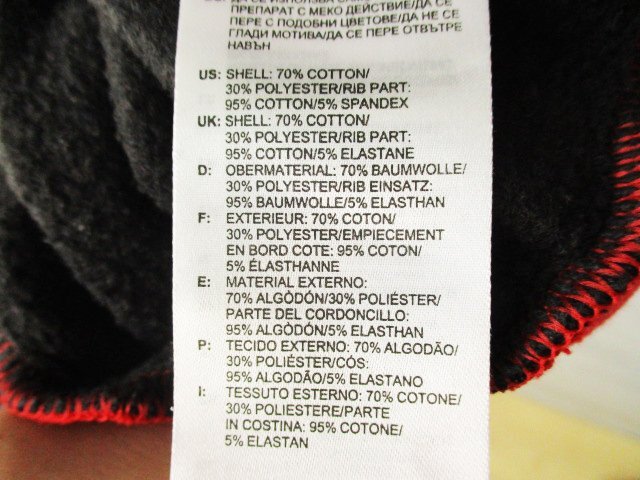 ПРЕПАРАТ С МЕКО ДЕЙСТВИЕ/ДА СЕ
ПЕРЕ С ПОДОБНИ ЦВЕТОВЕ/ДА НЕ СЕ
ГЛАДИ МОТИВА/ДА СЕ ПЕРЕ ОТВЪТРЕ
НАВЪН
US: SHELL: 70% COTTON/
30% POLYESTER/RIB PART:
95% COTTON/5% SPANDEX
UK: SHELL: 70% COTTON/
30% POLYESTER/RIB PART:
95% COTTON/5% ELASTANE
D: OBERMATERIAL: 70% BAUMWOLLE/
30% POLYESTER/RIB EINSATZ:
95% BAUMWOLLE/5% ELASTHAN
F: EXTERIEUR: 70% COTON/
30% POLYESTER/EMPIECEMENT
EN BORD COTE: 95% COTON/
5% ÉLASTHANNE
E: MATERIAL EXTERNO:
70% ALGÒDÓN/30% POLIÉSTER/
PARTE DEL CORDONCILLO:
95% ALGÒDÓN/5% ELASTHAN
P: TECIDO EXTERNO: 70% ALGODÃO/
30% POLIÉSTER/CÓS:
95% ALGODÃO/5% ELASTANO
I: TESSUTO ESTERNO: 70% COTONE/
30% POLIESTERE/PARTE
IN COSTINA: 95% COTONE/
5% ELASTAN